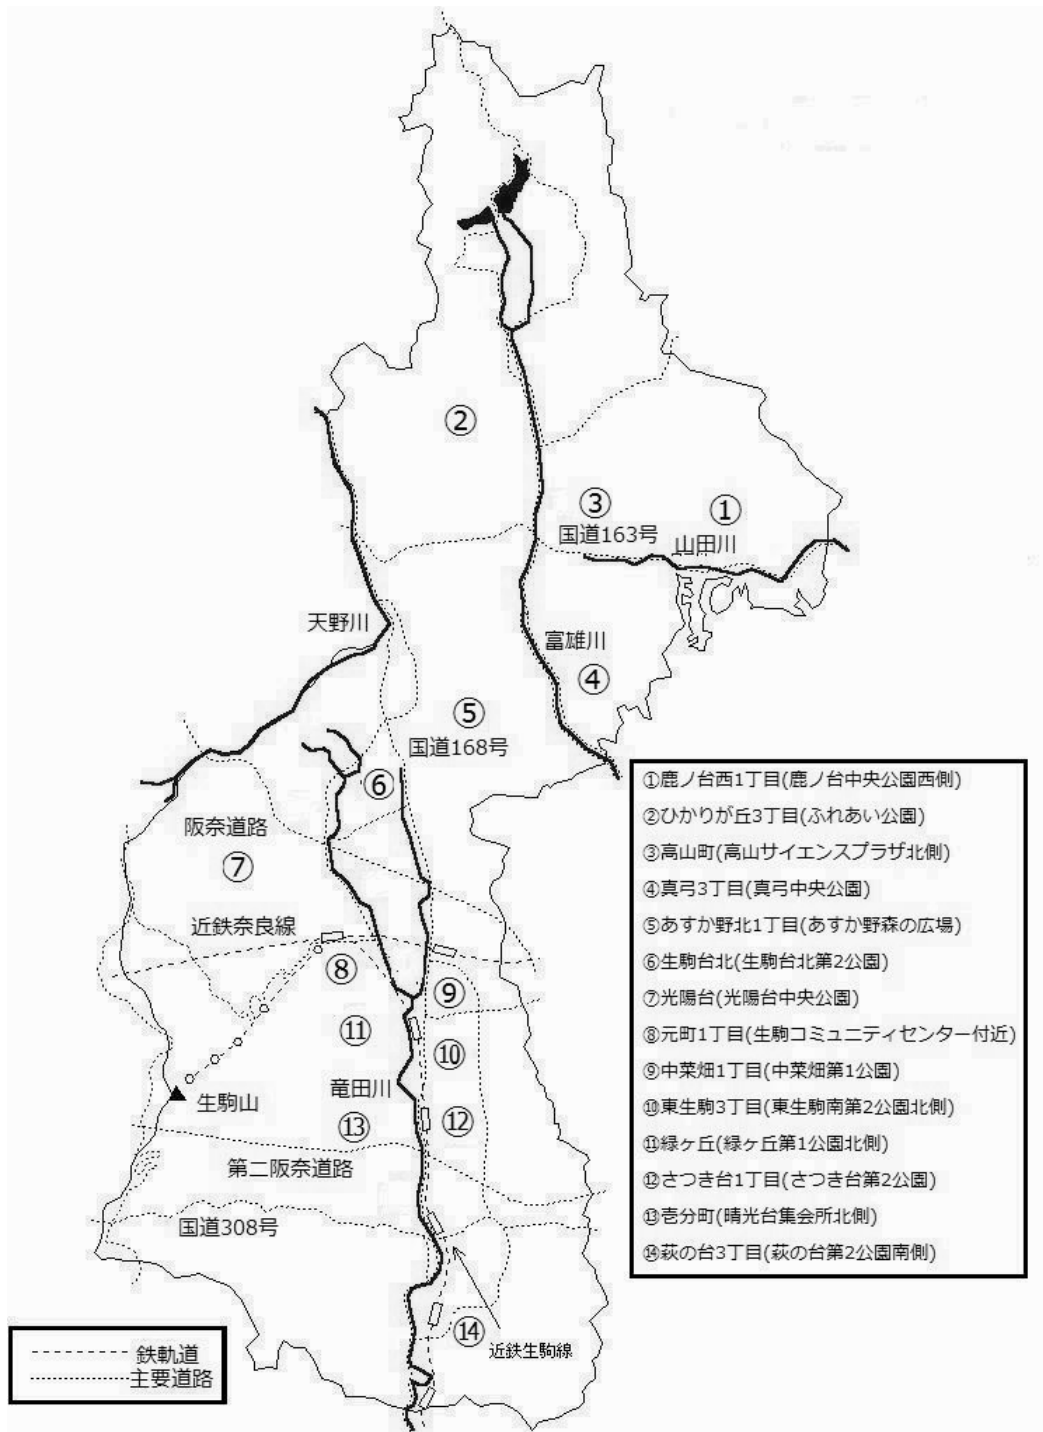 ②
③
①
国道163号
山田川
天野川
富雄川
④
⑤
国道168号
⑥
阪奈道路
⑦
近鉄奈良線
⑧
⑨
⑪
⑩
竜田川
生駒山
⑬
⑫
第二阪奈道路
国道308号
⑭
近鉄生駒線
①鹿ノ台西1丁目(鹿ノ台中央公園西側)
②ひかりが丘3丁目(ふれあい公園)
③高山町(高山サイエンスプラザ北側)
④真弓3丁目(真弓中央公園)
⑤あすか野北1丁目(あすか野森の広場)
⑥生駒台北(生駒台北第2公園)
⑦光陽台(光陽台中央公園)
⑧元町1丁目(生駒コミュニティセンター付近)
⑨中菜畑1丁目(中菜畑第1公園)
⑩東生駒3丁目(東生駒南第2公園北側)
⑪緑ヶ丘(緑ヶ丘第1公園北側)
⑫さつき台1丁目(さつき台第2公園)
⑬壱分町(晴光台集会所北側)
⑭萩の台3丁目(萩の台第2公園南側)
鉄軌道
主要道路